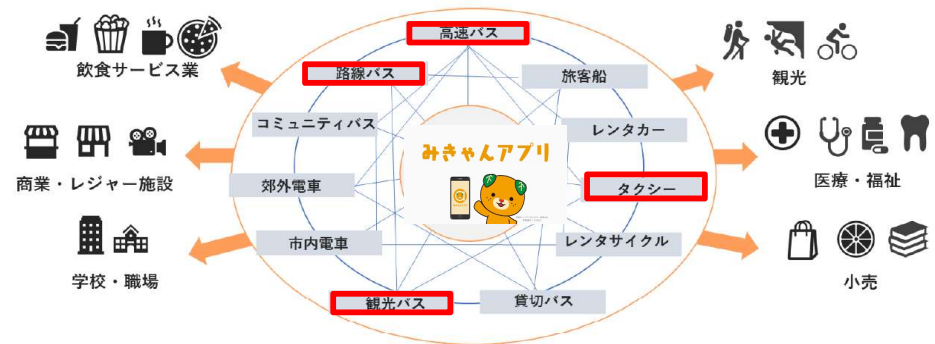 高速バス
飲食サービス業
路線バス
旅客船
観光
コミュニティバス
レンタカー
みきゃんアプリ
商業・レジャー施設
郊外電車
タクシー
医療・福祉
市内電車
レンタサイクル
学校・職場
観光バス
貸切バス
小売